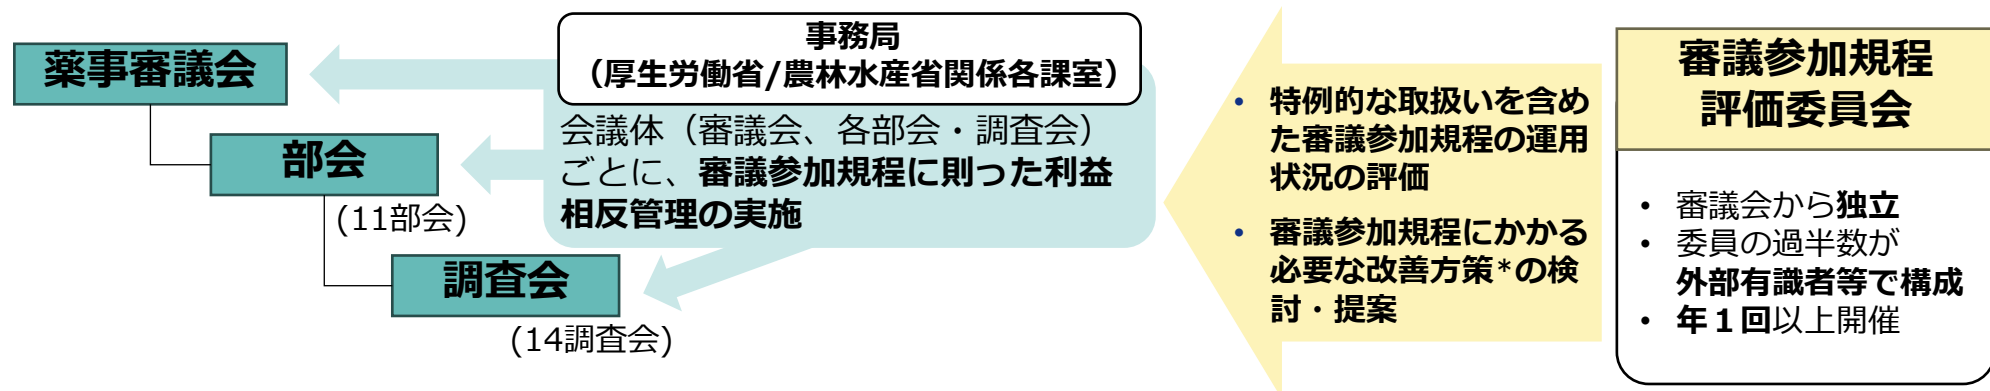 薬事審議会
部会
(11部会)
調査会
(14調査会)
事務局
（厚生労働省/農林水産省関係各課室）
会議体（審議会、各部会・調査会）
ごとに、審議参加規程に則った利益
相反管理の実施
• 特例的な取扱いを含め
た審議参加規程の運用
状況の評価
• 審議参加規程にかかる
必要な改善方策*の検
討・提案
審議参加規程
評価委員会
• 審議会から独立
• 委員の過半数が
外部有識者等で構成
• 年１回以上開催